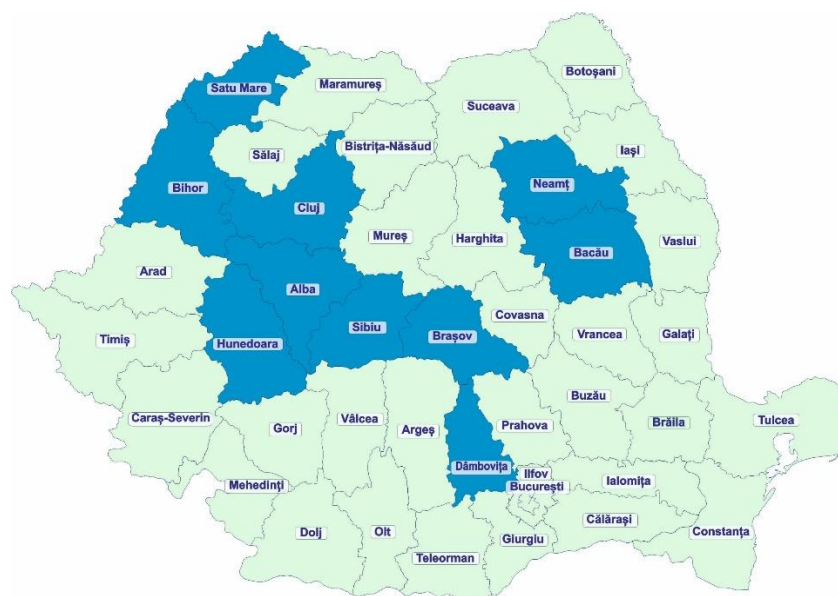 Botoșani
Satu Mare
Maramureș
Suceava
Sălaj
Bistrița-Năsăud
Iași
Bihor
Neamț
Cluj
Mureș
Harghita
Bacău
Vaslui
Arad
Alba
Covasna
Sibiu
Brașov
Timiș
Hunedoara
Vrancea
Galați
Buzău
Caraș-Severin
Gorj
Vâlcea
Argeș
Prahova
Brăila
Tulcea
Dâmbovița
Ilfov
București
Ialomița
Mehedinți
Călărași
Dolj
Olt
Giurgiu
Constanța
Teleorman